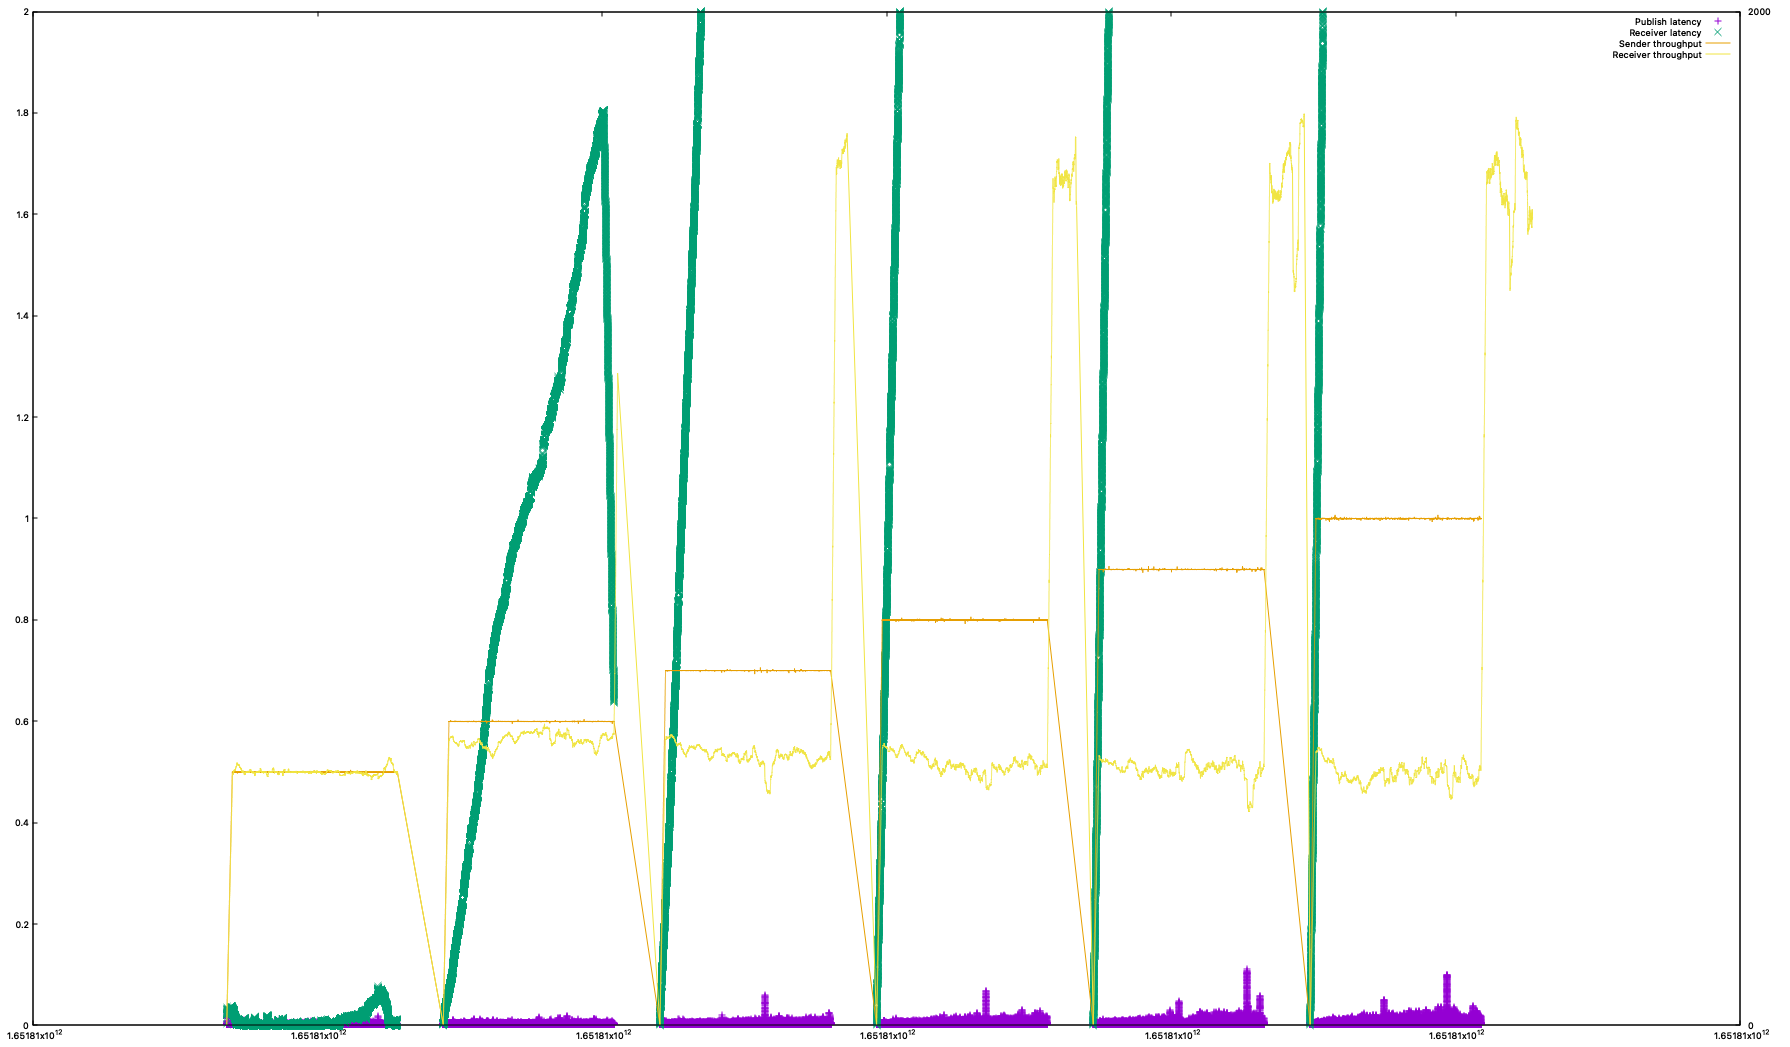 2
2000
Publish latency
Receiver latency
Sender throughput
Receiver throughput
1.8
1.6
1.4
1.2
1
0.8
0.6
0.4
0.2
0
0
1.65181x10¹² 1.65181x10¹² 1.65181x10¹² 1.65181x10¹² 1.65181x10¹² 1.65181x10¹² 1.65181x10¹²